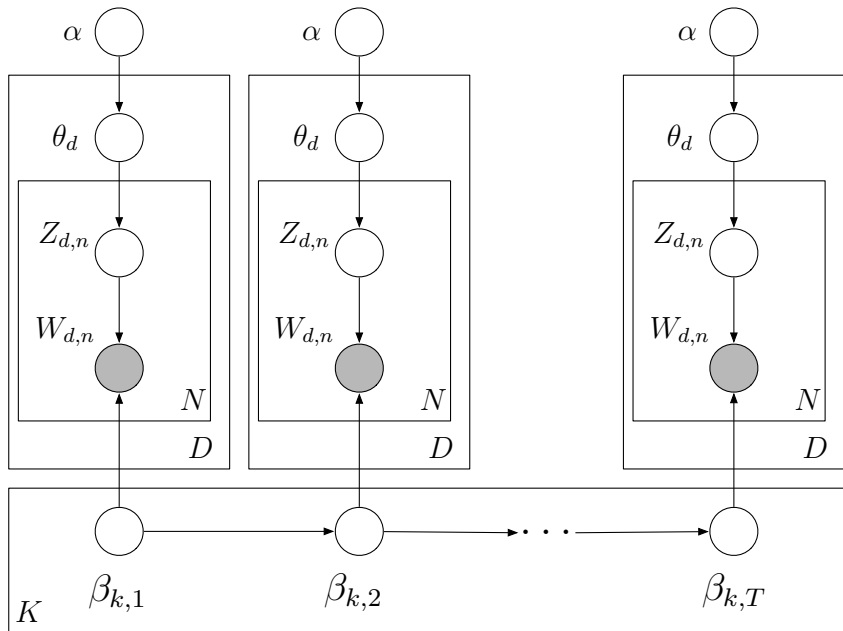 α α α
θ_d θ_d θ_d
Z_{d,n} Z_{d,n} Z_{d,n}
W_{d,n} W_{d,n} W_{d,n}
N N N
D D D
· · ·
β_{k,1} β_{k,2} β_{k,T}
K